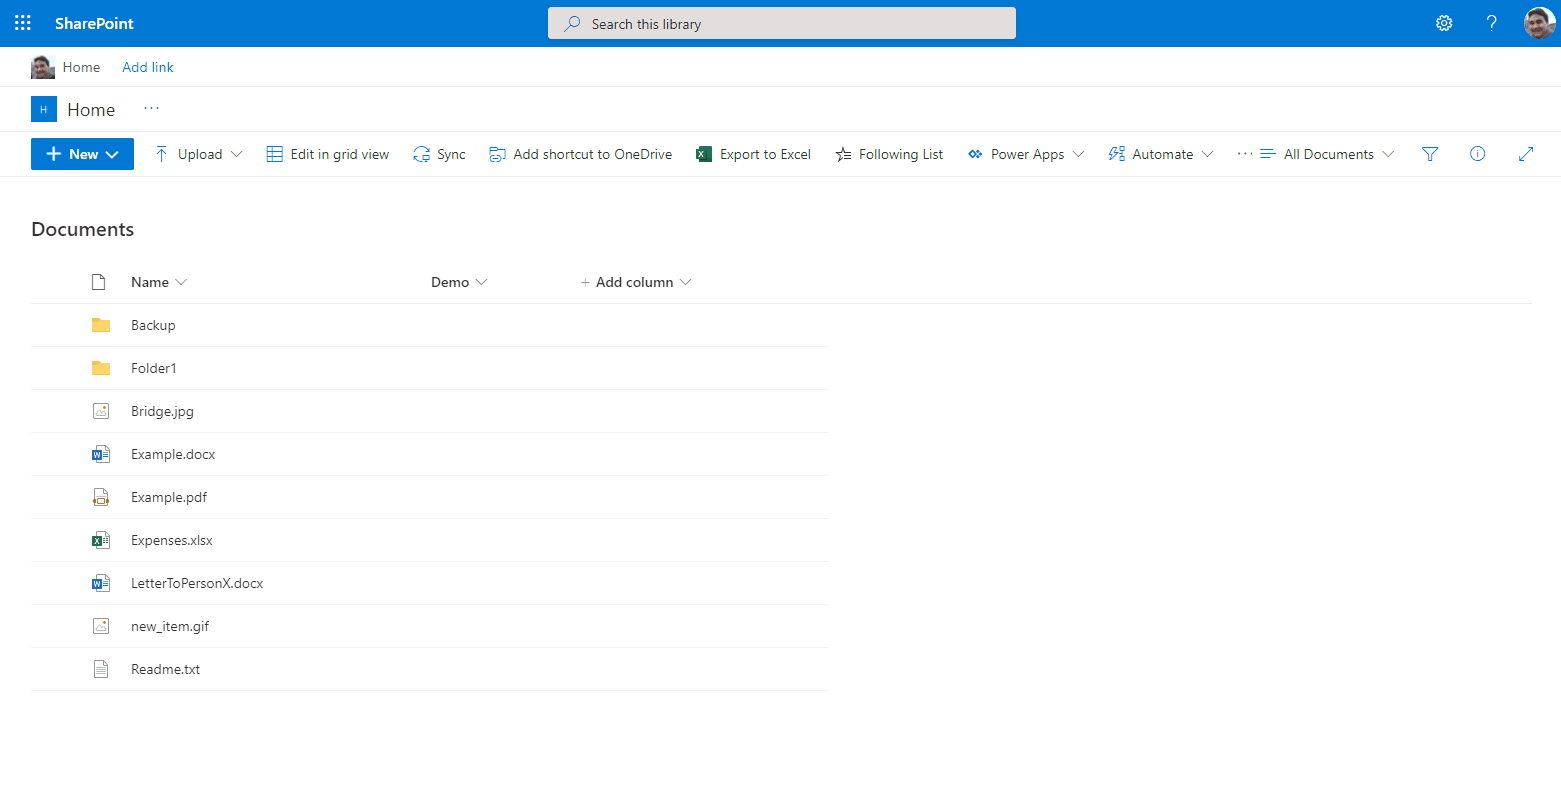 SharePoint Search this library ?
Home Add link
H Home ...
+ New Upload Edit in grid view Sync Add shortcut to OneDrive Export to Excel Following List Power Apps Automate ... All Documents
Documents
Name Demo + Add column
Backup
Folder1
Bridge.jpg
Example.docx
Example.pdf
Expenses.xlsx
LetterToPersonX.docx
new_item.gif
Readme.txt